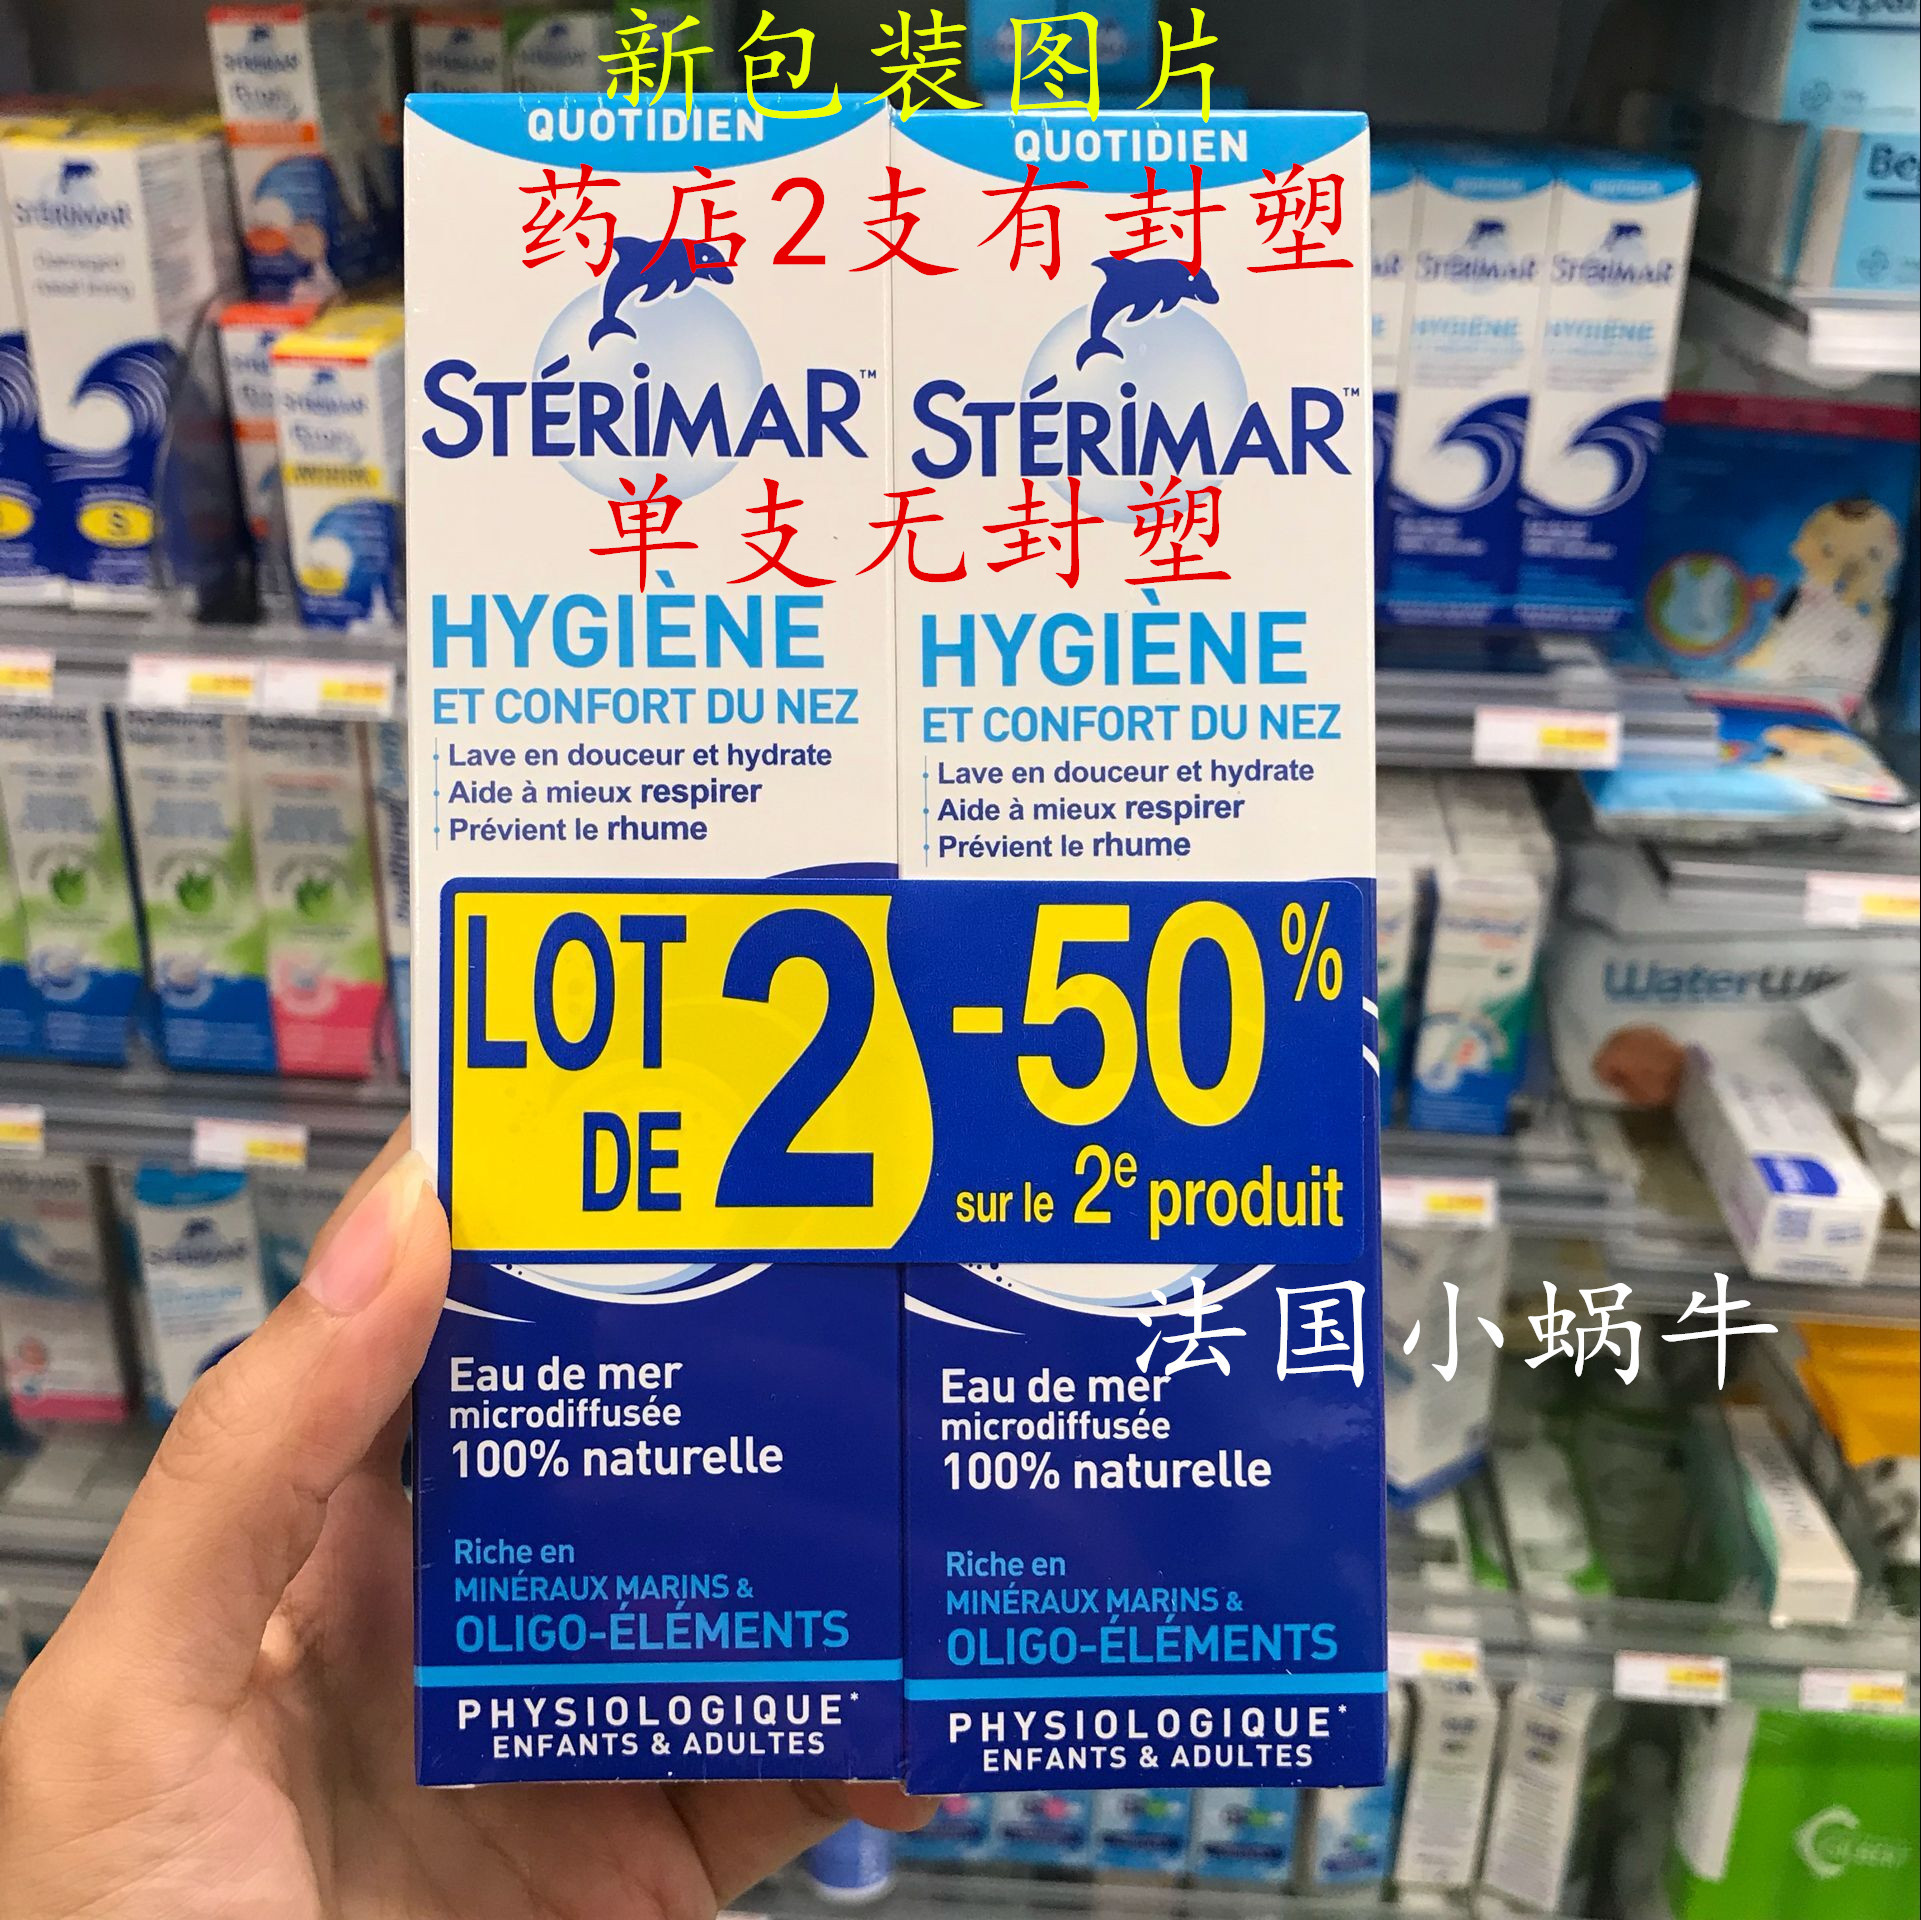 新包装图片
QUOTIDIEN
QUOTIDIEN
药店2支有封塑
STÉRIMAR™
STÉRIMAR™
单支无封塑
HYGIÈNE
ET CONFORT DU NEZ
Lave en douceur et hydrate
Aide à mieux respirer
Prévient le rhume
HYGIÈNE
ET CONFORT DU NEZ
Lave en douceur et hydrate
Aide à mieux respirer
Prévient le rhume
LOT
DE 2
-50%
sur le 2e produit
法国小蜗牛
Eau de mer
microdiffusée
100% naturelle
Riche en
MINÉRAUX MARINS &
OLIGO-ÉLÉMENTS
PHYSIOLOGIQUE*
ENFANTS & ADULTES
Eau de mer
microdiffusée
100% naturelle
Riche en
MINÉRAUX MARINS &
OLIGO-ÉLÉMENTS
PHYSIOLOGIQUE*
ENFANTS & ADULTES
STÉRIMAR
STÉRIMAR
STÉRIMAR
HYGIÈNE
HYGIÈNE